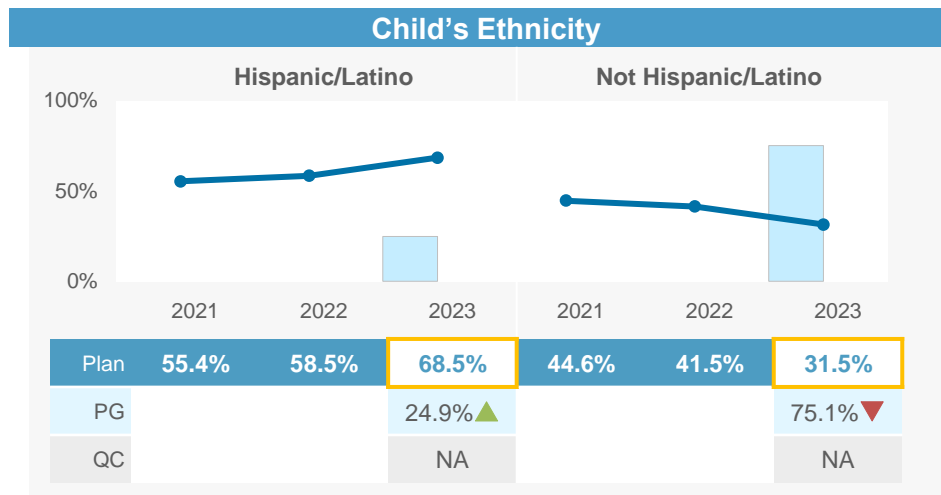 Child's Ethnicity
Hispanic/Latino Not Hispanic/Latino
100%
50%
0%
2021 2022 2023 2021 2022 2023
Plan 55.4% 58.5% 68.5% 44.6% 41.5% 31.5%
PG 24.9% 75.1%
QC NA NA